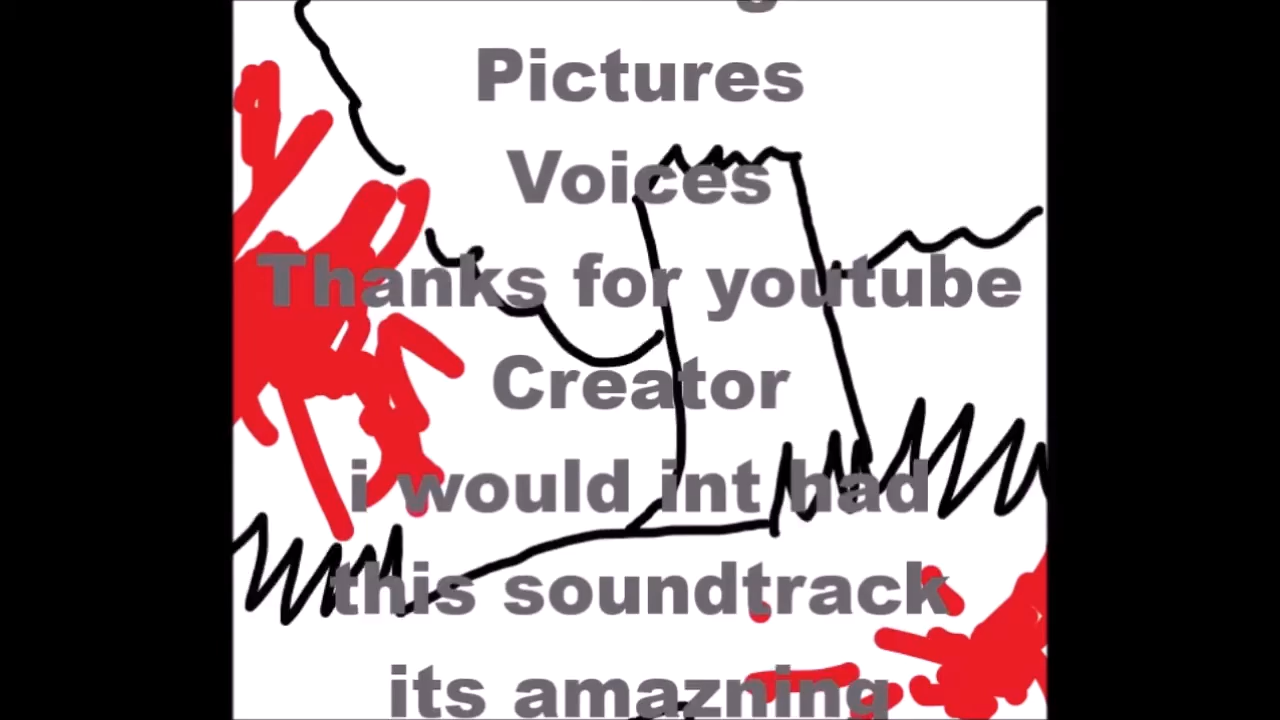 Pictures
Voices
Thanks for youtube
Creator
i would int had
this soundtrack
its amazning